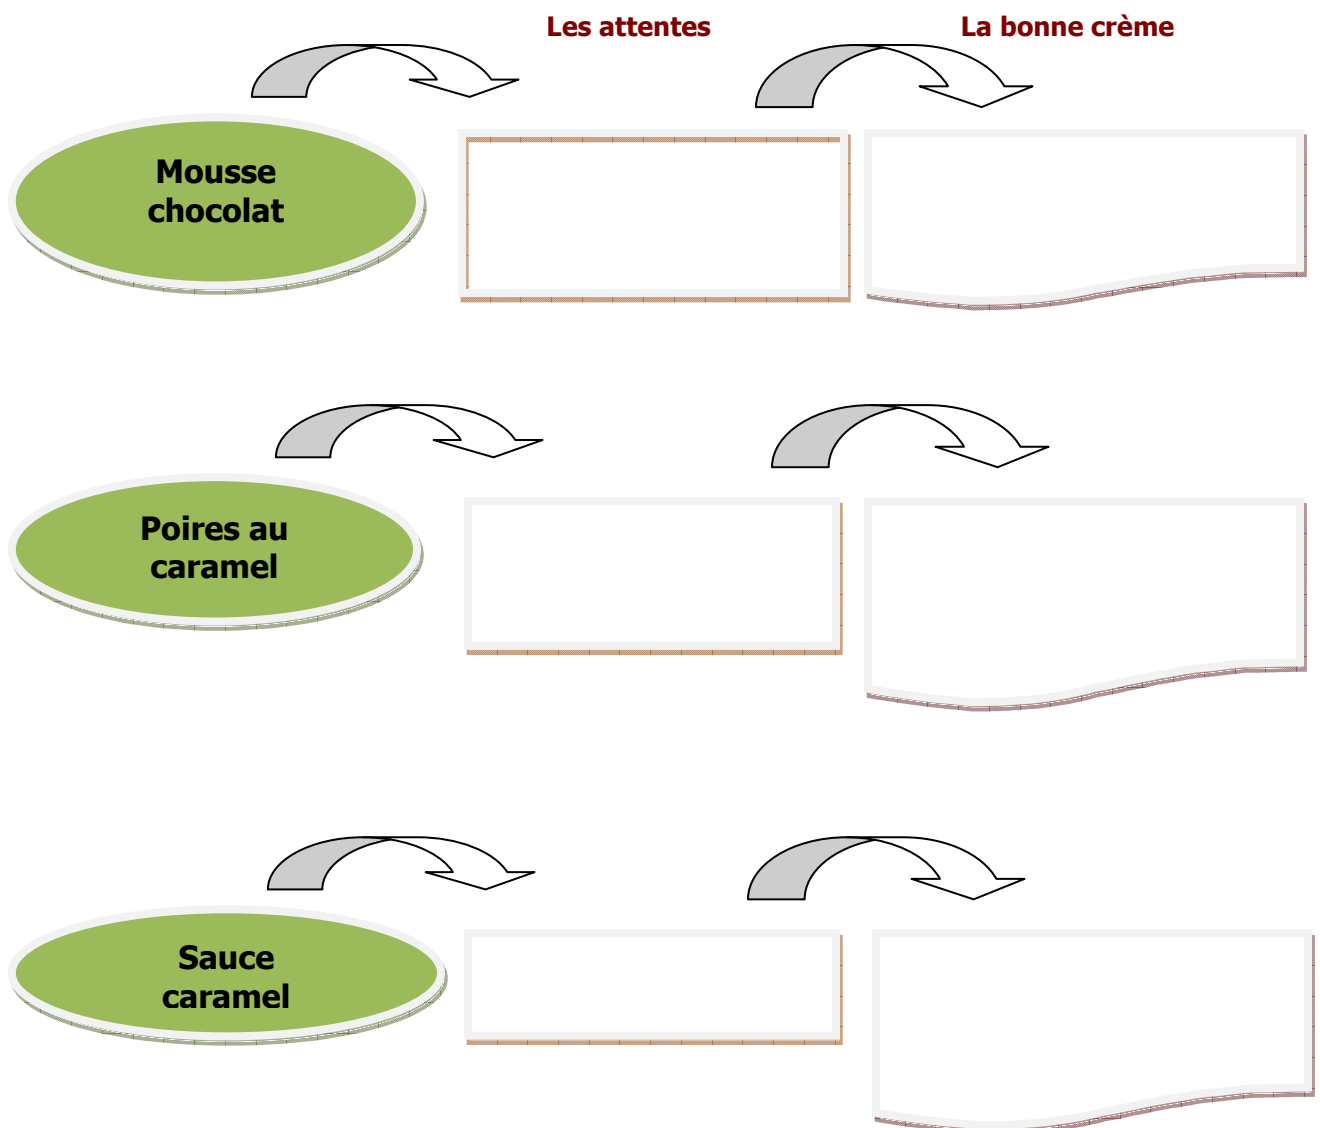 Les attentes
La bonne crème
Mousse
chocolat
Poires au
caramel
Sauce
caramel